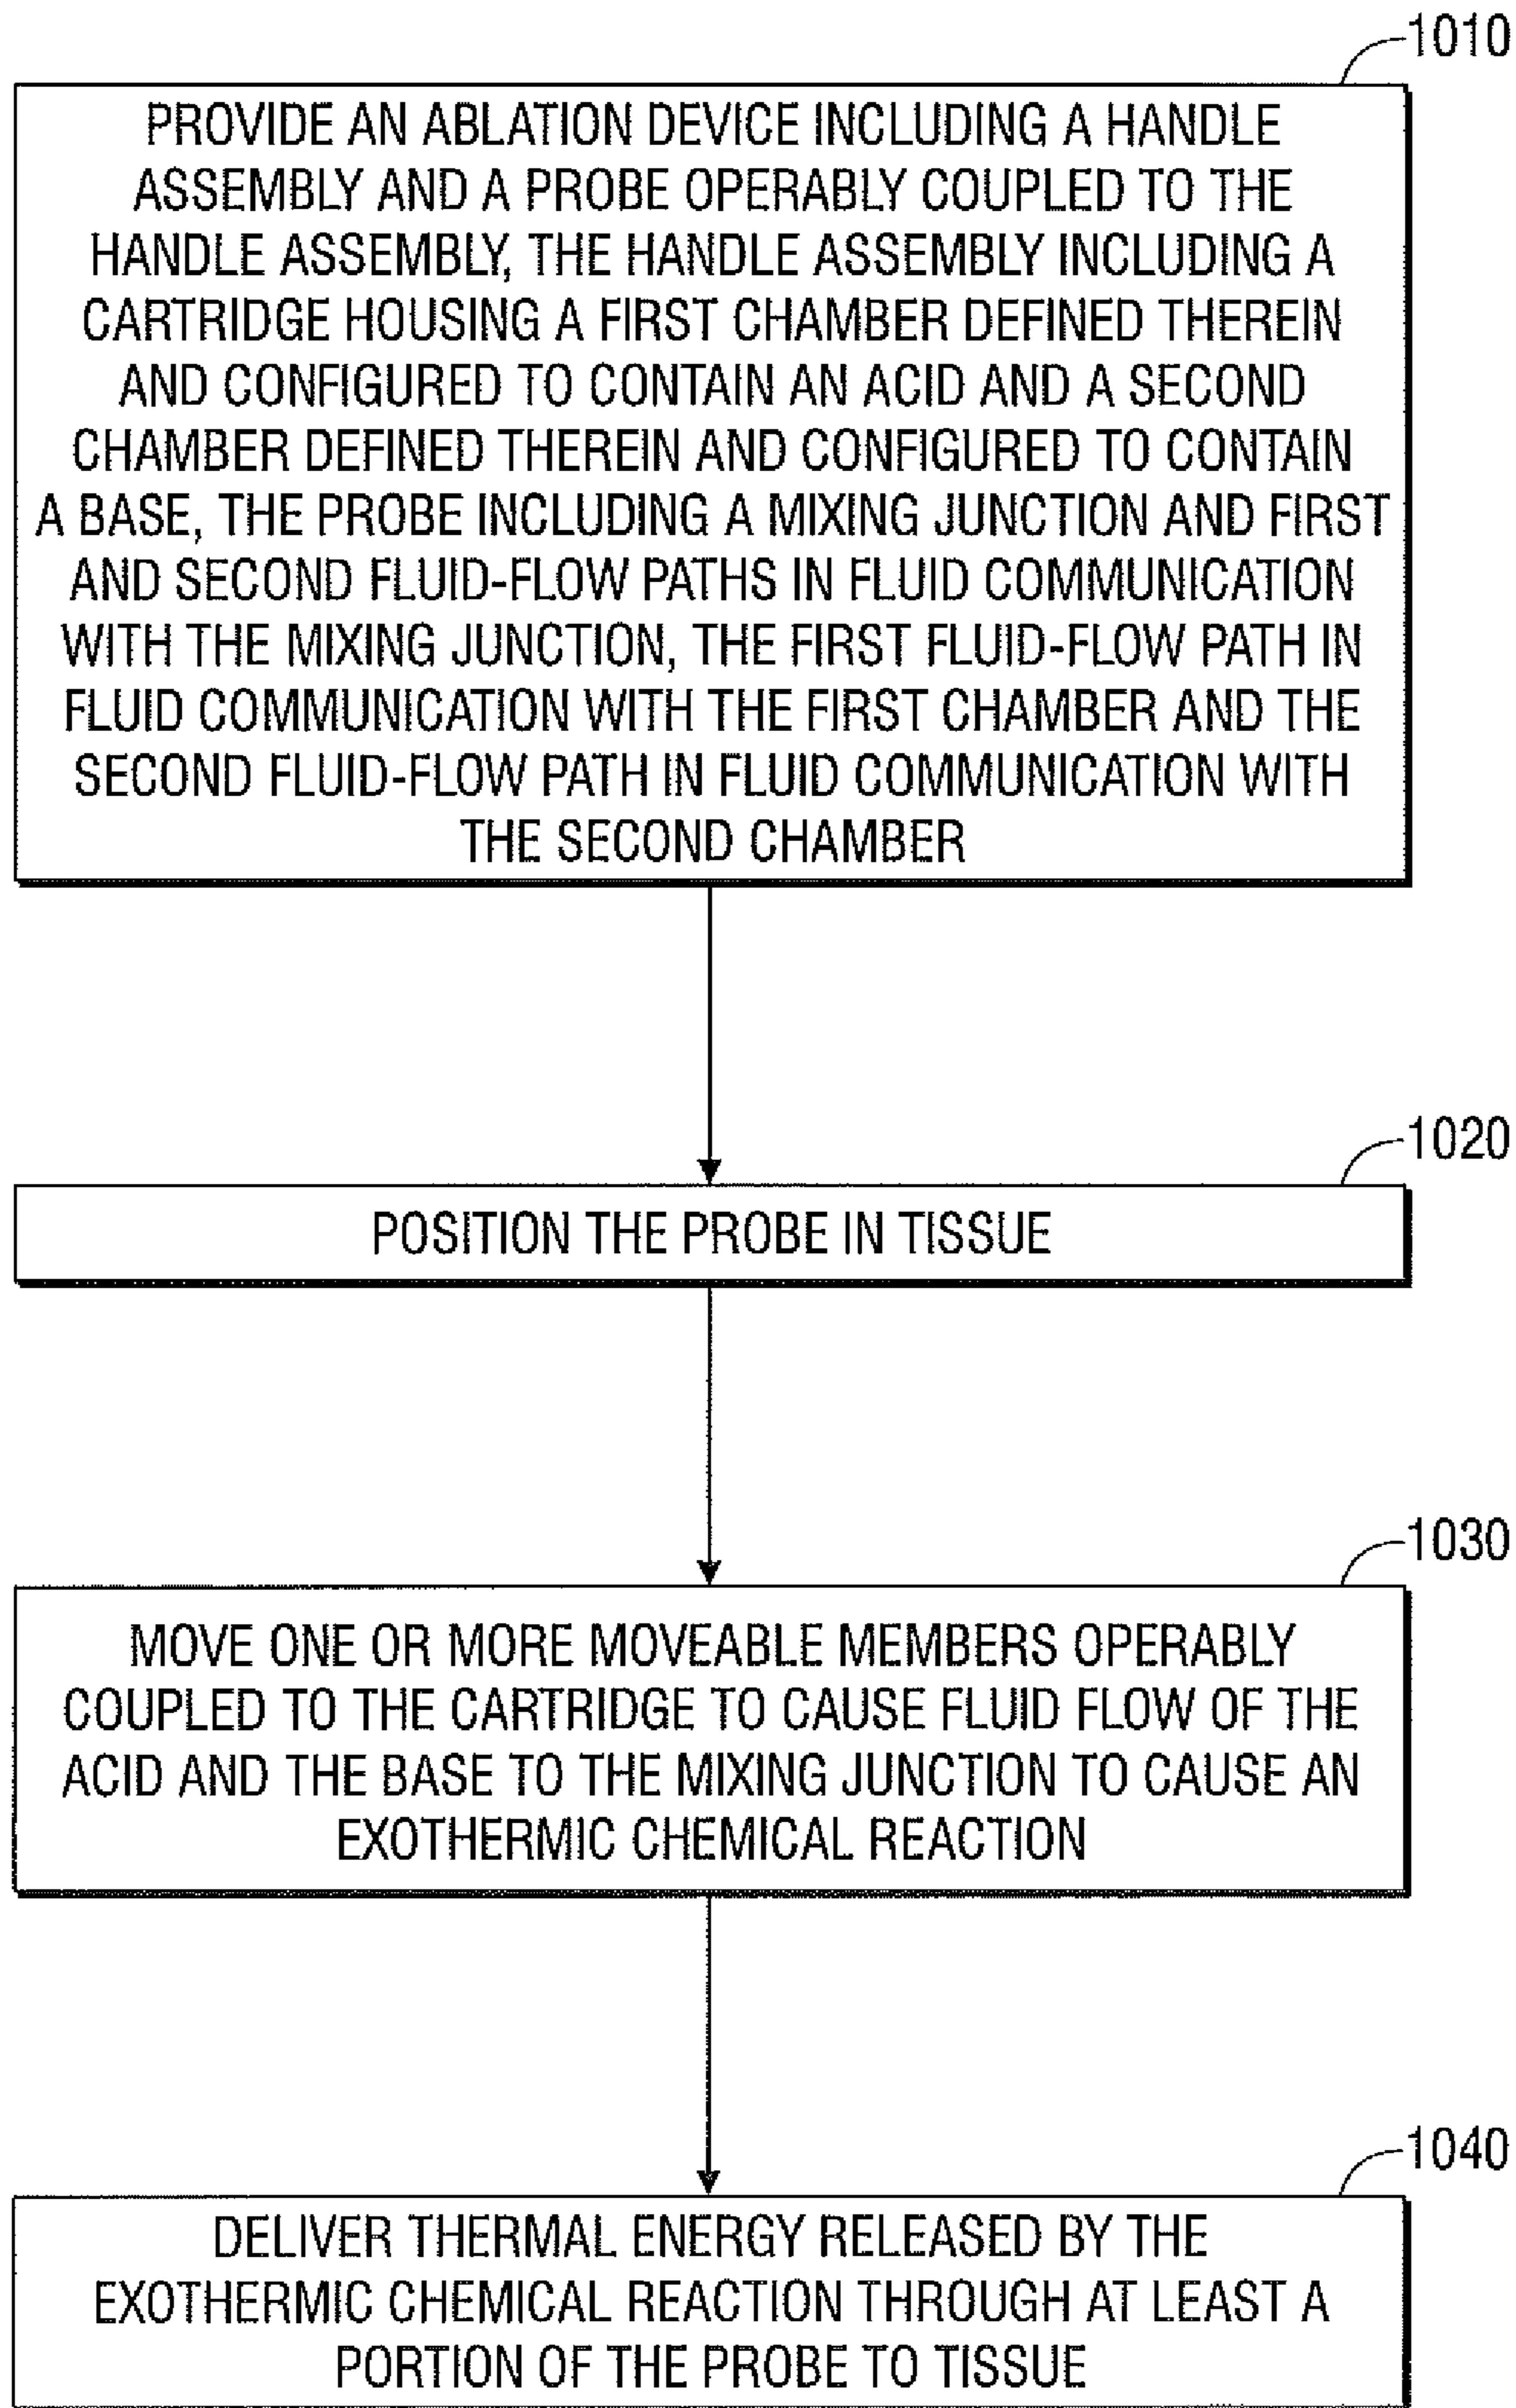 1010
PROVIDE AN ABLATION DEVICE INCLUDING A HANDLE
ASSEMBLY AND A PROBE OPERABLY COUPLED TO THE
HANDLE ASSEMBLY, THE HANDLE ASSEMBLY INCLUDING A
CARTRIDGE HOUSING A FIRST CHAMBER DEFINED THEREIN
AND CONFIGURED TO CONTAIN AN ACID AND A SECOND
CHAMBER DEFINED THEREIN AND CONFIGURED TO CONTAIN
A BASE, THE PROBE INCLUDING A MIXING JUNCTION AND FIRST
AND SECOND FLUID-FLOW PATHS IN FLUID COMMUNICATION
WITH THE MIXING JUNCTION, THE FIRST FLUID-FLOW PATH IN
FLUID COMMUNICATION WITH THE FIRST CHAMBER AND THE
SECOND FLUID-FLOW PATH IN FLUID COMMUNICATION WITH
THE SECOND CHAMBER
1020
POSITION THE PROBE IN TISSUE
1030
MOVE ONE OR MORE MOVEABLE MEMBERS OPERABLY
COUPLED TO THE CARTRIDGE TO CAUSE FLUID FLOW OF THE
ACID AND THE BASE TO THE MIXING JUNCTION TO CAUSE AN
EXOTHERMIC CHEMICAL REACTION
1040
DELIVER THERMAL ENERGY RELEASED BY THE
EXOTHERMIC CHEMICAL REACTION THROUGH AT LEAST A
PORTION OF THE PROBE TO TISSUE